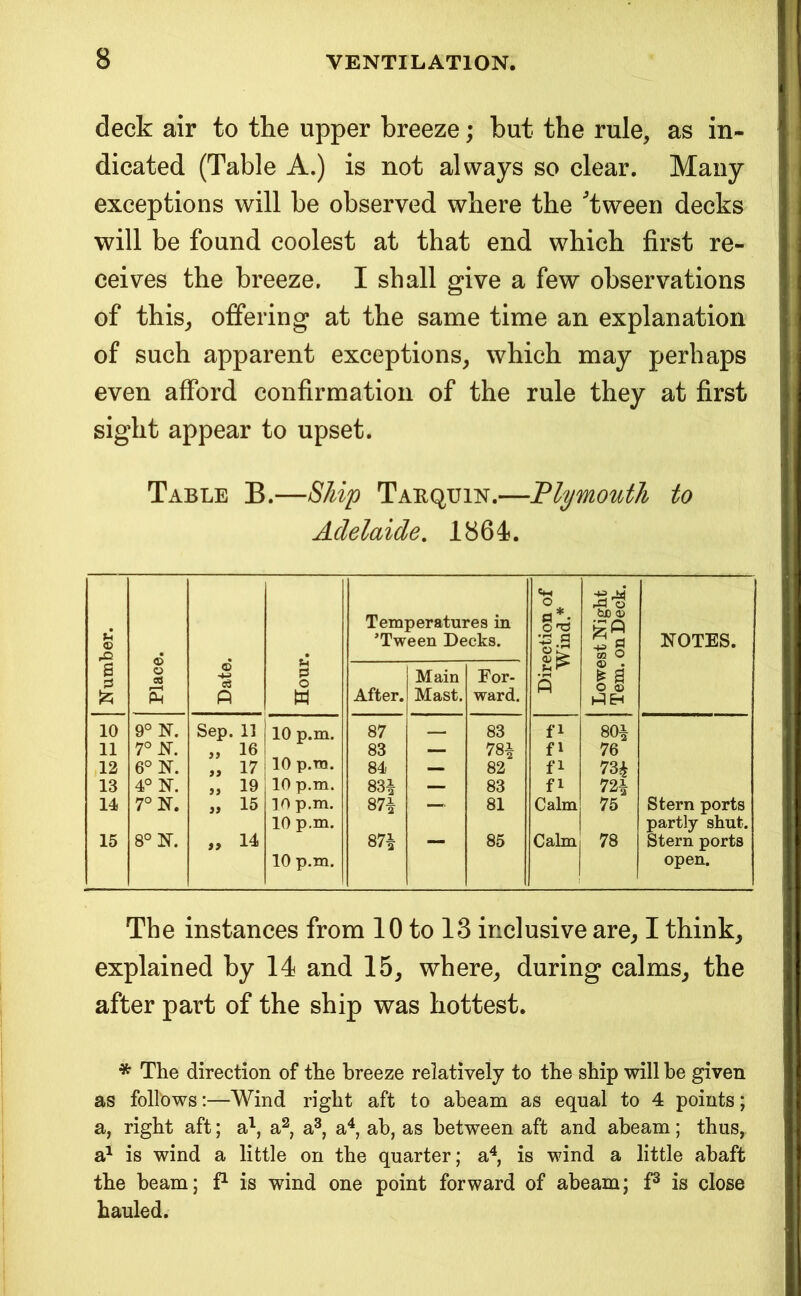 8 VENTILATION.
deck air to the upper breeze; but the rule, as in-
dicated (Table A.) is not always so clear. Many
exceptions will be observed where the 'tween decks
will be found coolest at that end which first re-
ceives the breeze. I shall give a few observations
of this, offering at the same time an explanation
of such apparent exceptions, which may perhaps
even afford confirmation of the rule they at first
sight appear to upset.
Table B.—Ship Tarquin.—Plymouth to
Adelaide. 1864.
Number. Place. Date. Hour. Temperatures in 'Tween Decks. Direction of Wind.* Lowest Night Tem. on Deck. NOTES.
After. Main Mast. For-ward.
10 9° N. Sep. 11 10 p.m. 87 — 83 f1 80½
11 7° N. „ 16 83 — 78½ f1 76
12 6° N. „ 17 10 p.m. 84 — 82 f1 73½
13 4° N. „ 19 10 p.m. 83½ — 83 f1 72½
14 7° N. „ 15 10 p.m. 87½ — 81 Calm 75 Stern ports
10 p.m. partly shut.
15 8° N. „ 14 87½ — 85 Calm 78 Stern ports
10 p.m. open.
The instances from 10 to 13 inclusive are, I think,
explained by 14 and 15, where, during calms, the
after part of the ship was hottest.
* The direction of the breeze relatively to the ship will be given
as follows:—Wind right aft to abeam as equal to 4 points;
a, right aft; a¹, a², a³, a⁴, ab, as between aft and abeam; thus,
a¹ is wind a little on the quarter; a⁴, is wind a little abaft
the beam; f¹ is wind one point forward of abeam; f³ is close
hauled.